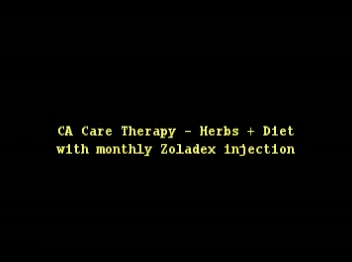 CA Care Therapy - Herbs + Diet
with monthly Zoladex injection